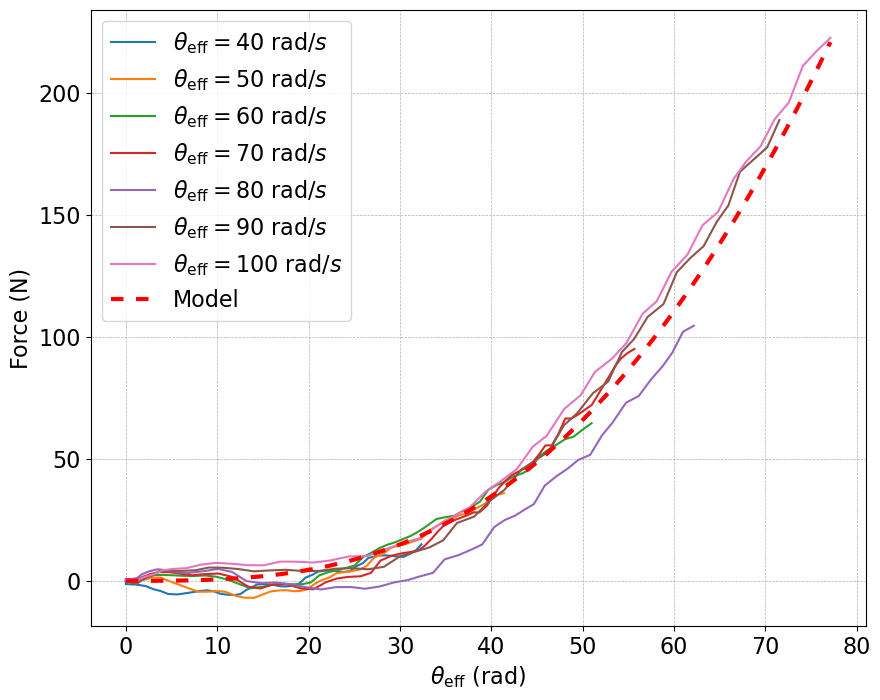 θeff = 40 rad/s
θeff = 50 rad/s
θeff = 60 rad/s
θeff = 70 rad/s
θeff = 80 rad/s
θeff = 90 rad/s
θeff = 100 rad/s
Model
Force (N)
200
150
100
50
0
0 10 20 30 40 50 60 70 80
θeff (rad)